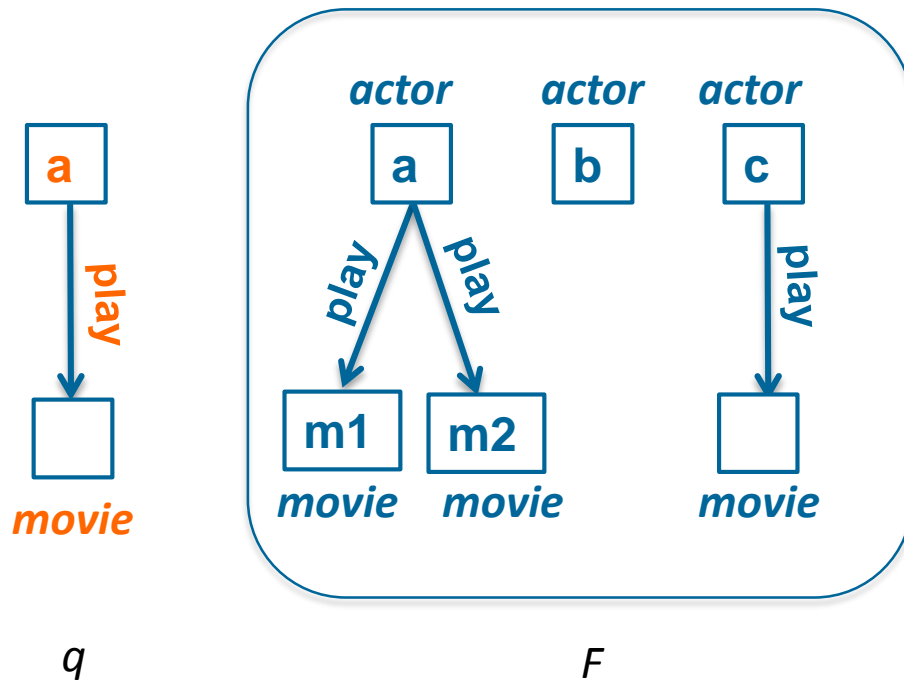 actor actor actor
a a b c
play play play play
m1 m2
movie movie movie movie
q F